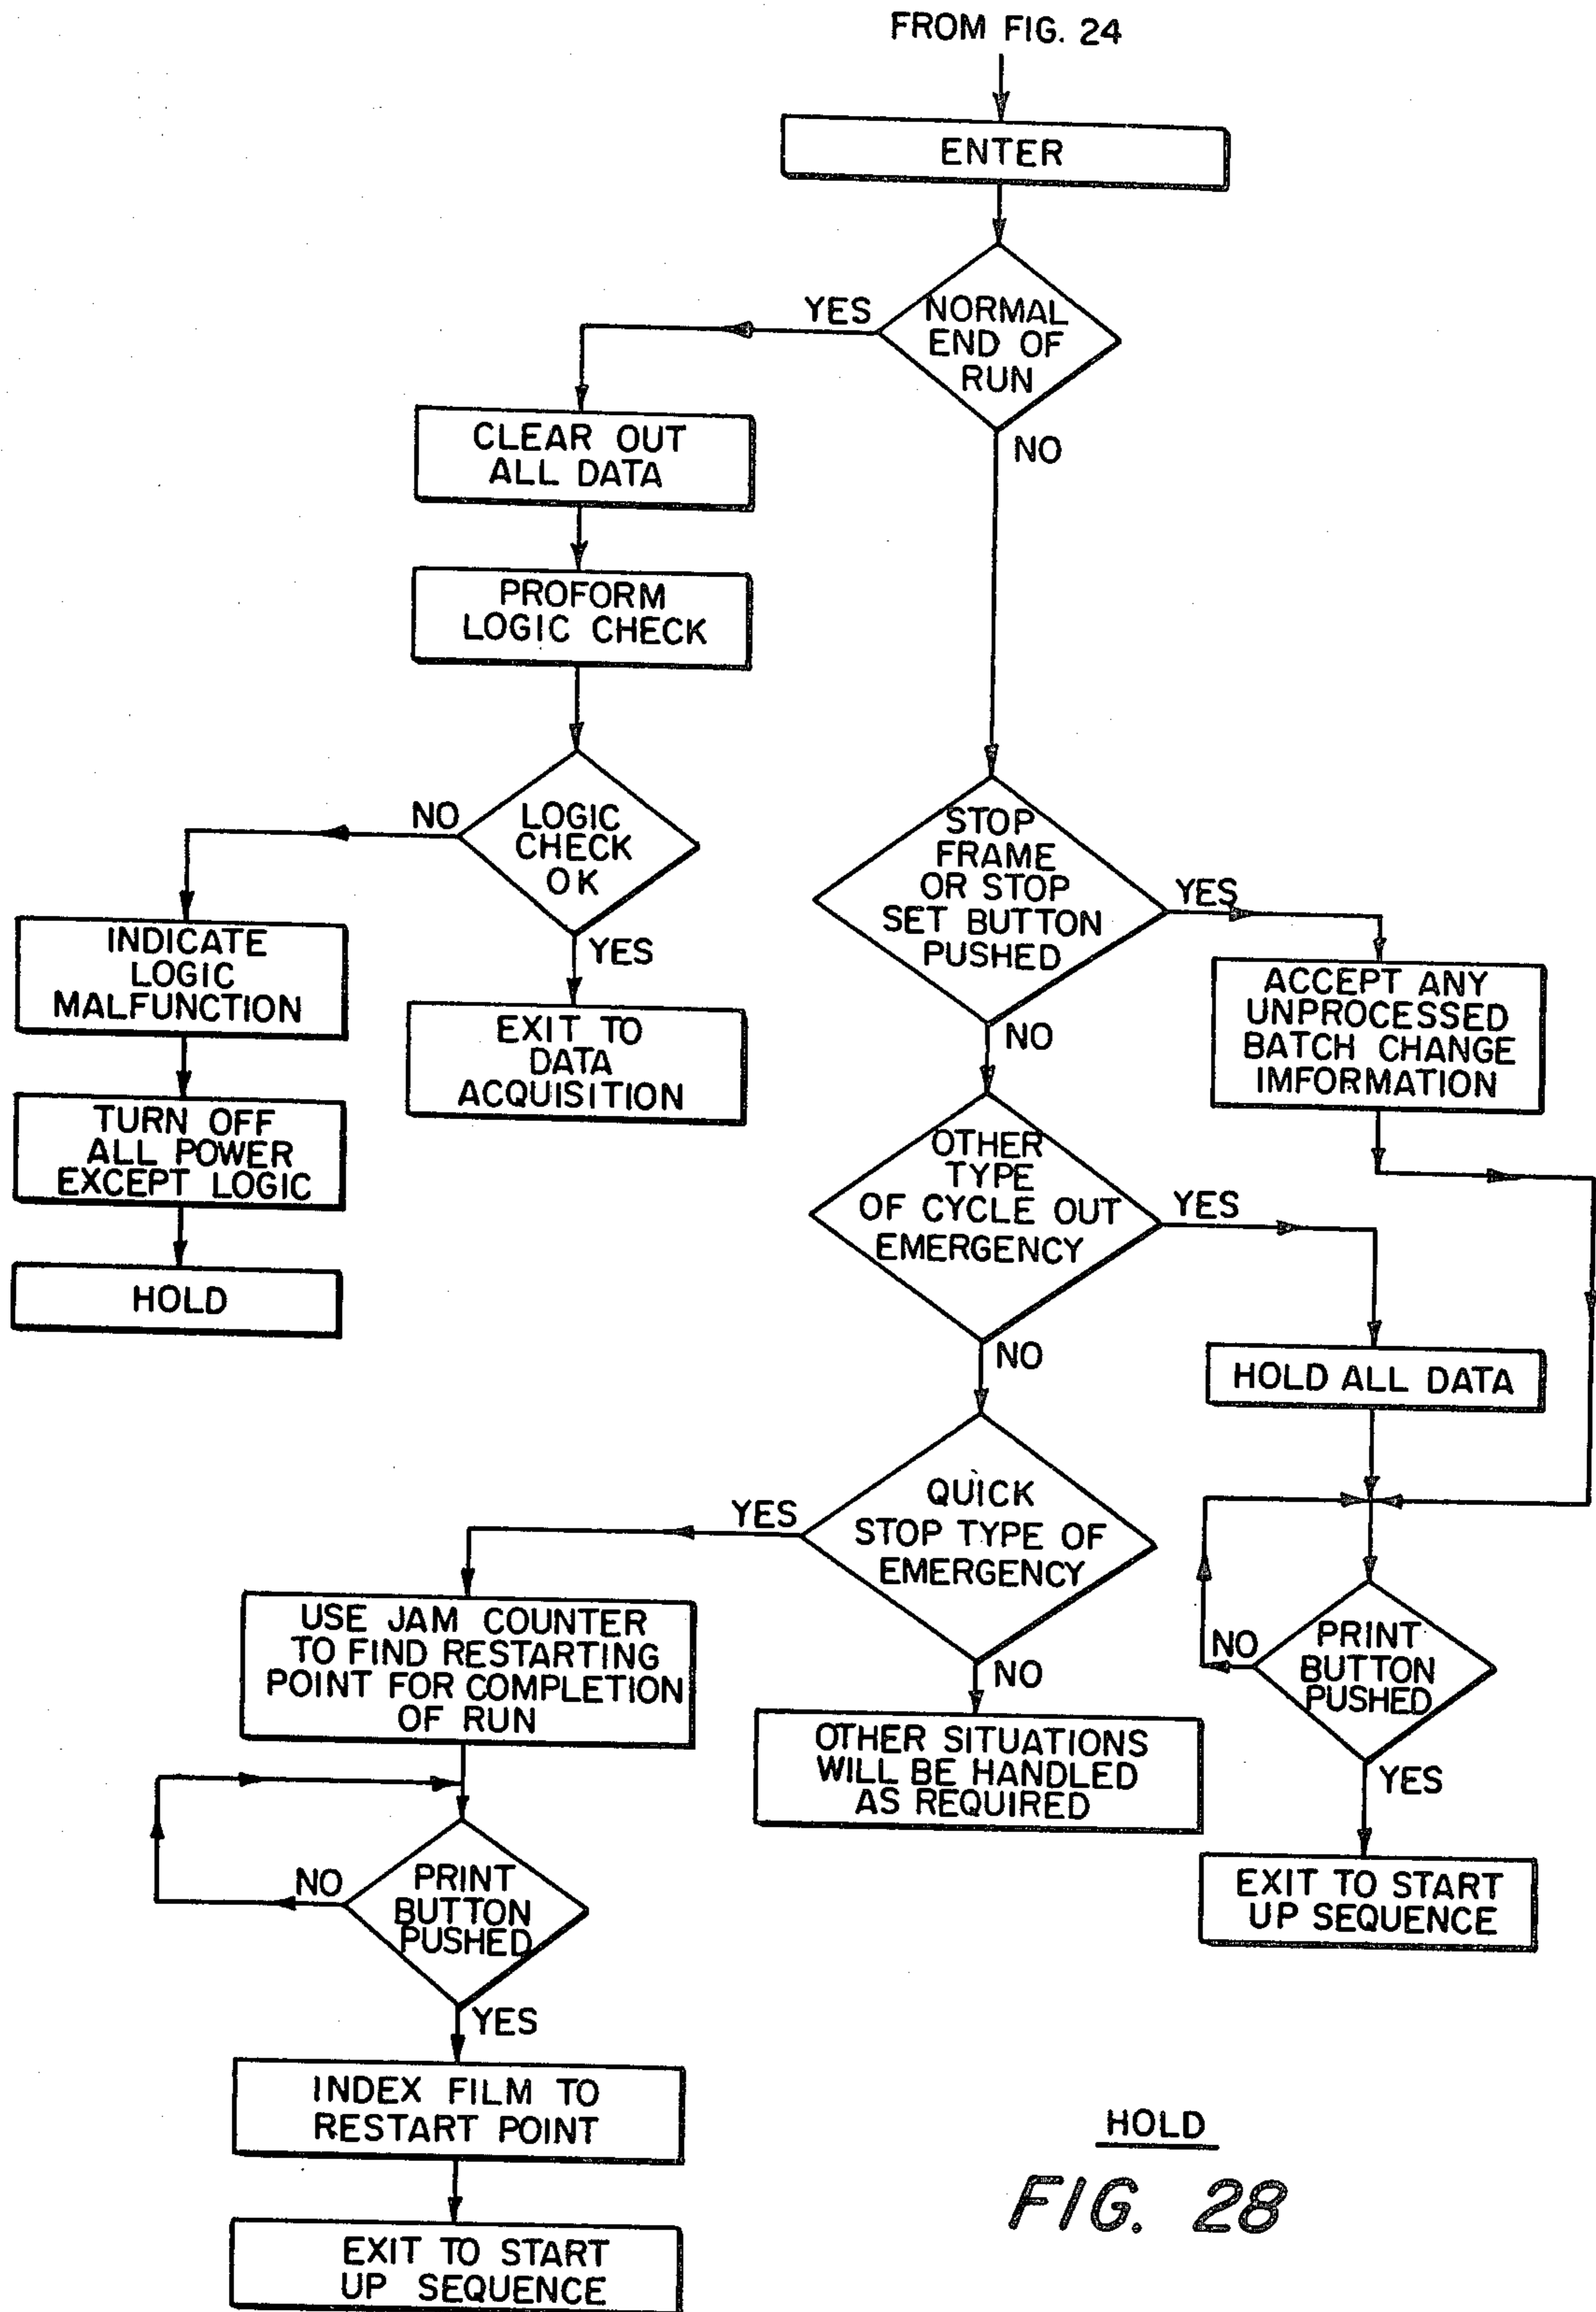 FROM FIG. 24
ENTER
NORMAL
END OF
RUN
YES
NO
CLEAR OUT
ALL DATA
PROFORM
LOGIC CHECK
LOGIC
CHECK
OK
NO
YES
INDICATE
LOGIC
MALFUNCTION
TURN OFF
ALL POWER
EXCEPT LOGIC
HOLD
EXIT TO
DATA
ACQUISITION
STOP
FRAME
OR STOP
SET BUTTON
PUSHED
YES
NO
ACCEPT ANY
UNPROCESSED
BATCH CHANGE
IMFORMATION
OTHER
TYPE
OF CYCLE OUT
EMERGENCY
YES
NO
HOLD ALL DATA
QUICK
STOP TYPE OF
EMERGENCY
YES
NO
PRINT
BUTTON
PUSHED
NO
YES
EXIT TO START
UP SEQUENCE
OTHER SITUATIONS
WILL BE HANDLED
AS REQUIRED
USE JAM COUNTER
TO FIND RESTARTING
POINT FOR COMPLETION
OF RUN
PRINT
BUTTON
PUSHED
NO
YES
INDEX FILM TO
RESTART POINT
EXIT TO START
UP SEQUENCE
HOLD
FIG. 28